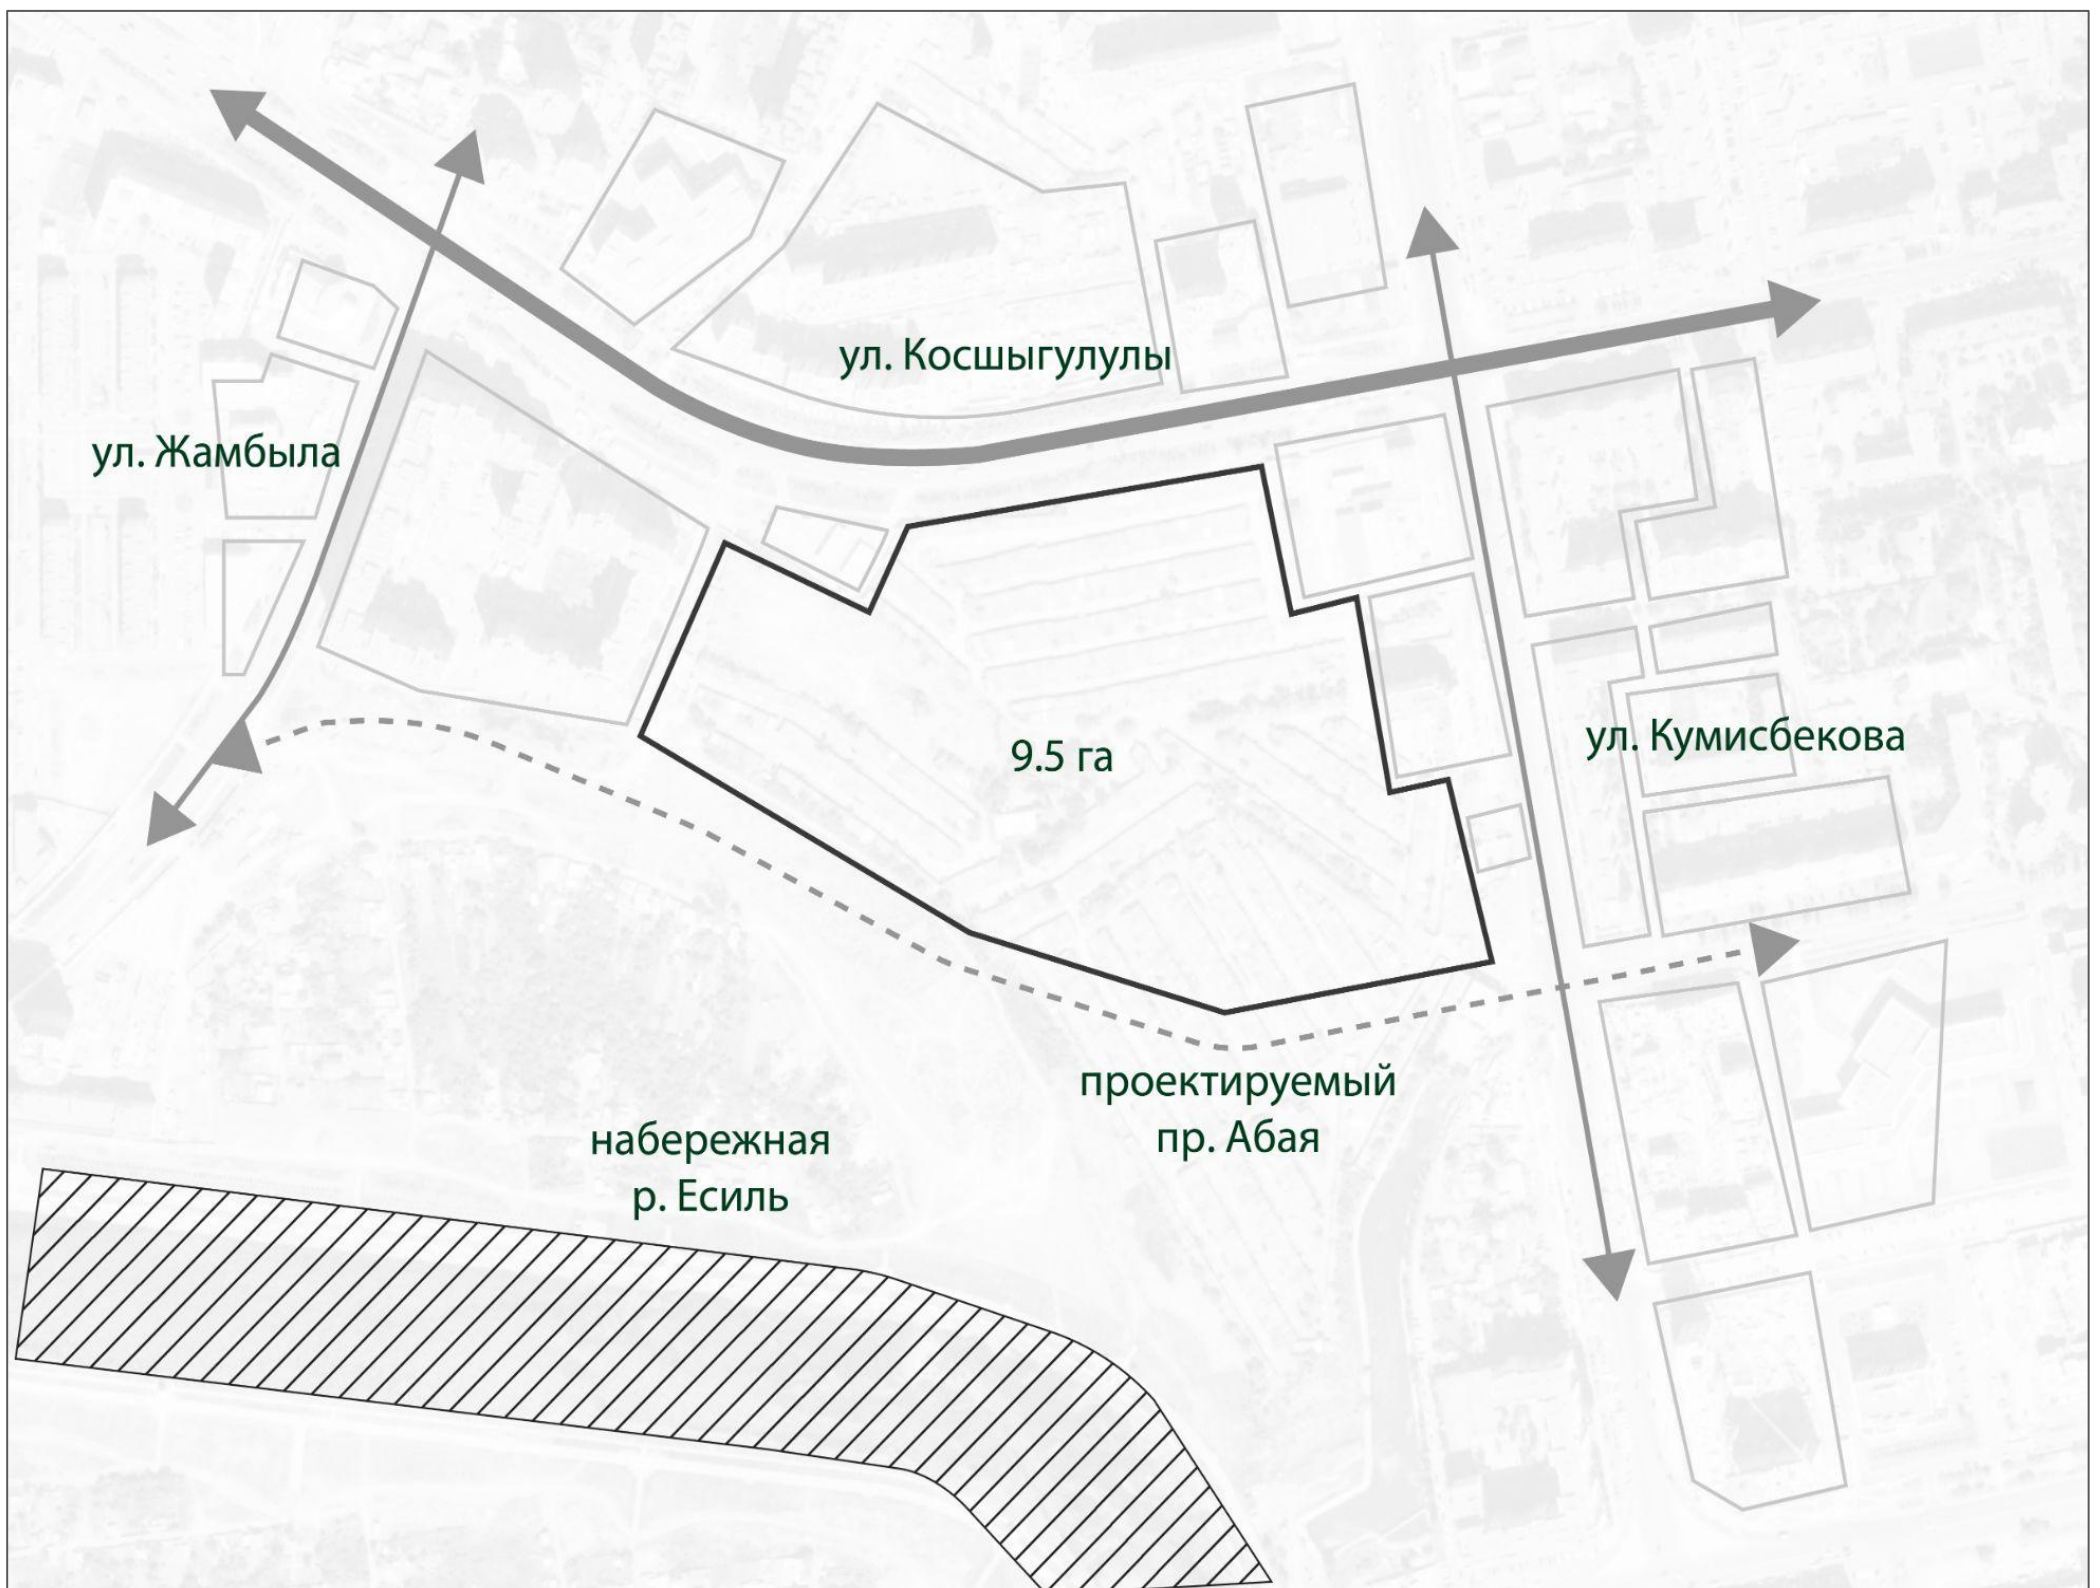 ул. Косшыгулулы
ул. Жамбыла
ул. Кумисбекова
9.5 га
проектируемый
пр. Абая
набережная
р. Есиль